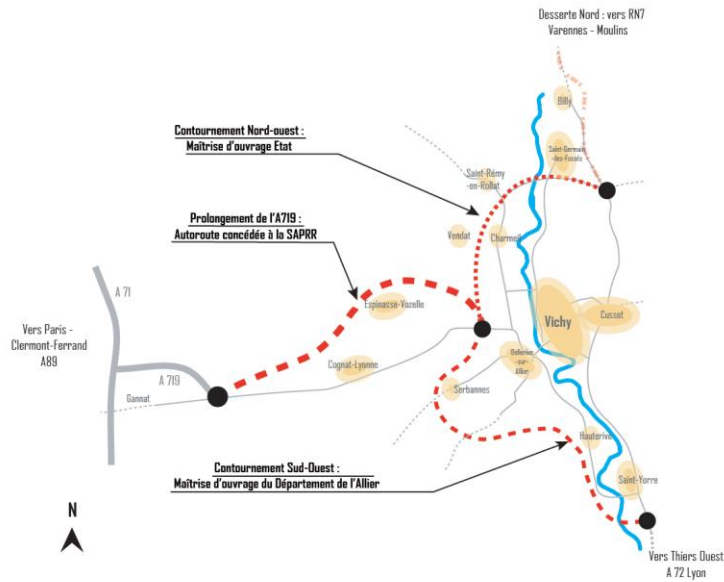 Desserte Nord : vers RN7
Varennes - Moulins
Billy
Contournement Nord-ouest :
Maîtrise d'ouvrage Etat
Saint-Germain
des-Fossés
Saint-Rémy
en-Rollat
Prolongement de l'A719 :
Autoroute concédée à la SAPRR
Vendat
Charmeil
A 71
Espinasse-Vozelle
Vers Paris -
Clermont-Ferrand
A89
Vichy
Cusset
A 719
Cognat-Lyonne
Bellerive
-sur-
Allier
Gannat
Serbannes
Hauterive
Contournement Sud-Ouest :
Maîtrise d'ouvrage du Département de l'Allier
Saint-Yorre
N
Vers Thiers Ouest
A 72 Lyon